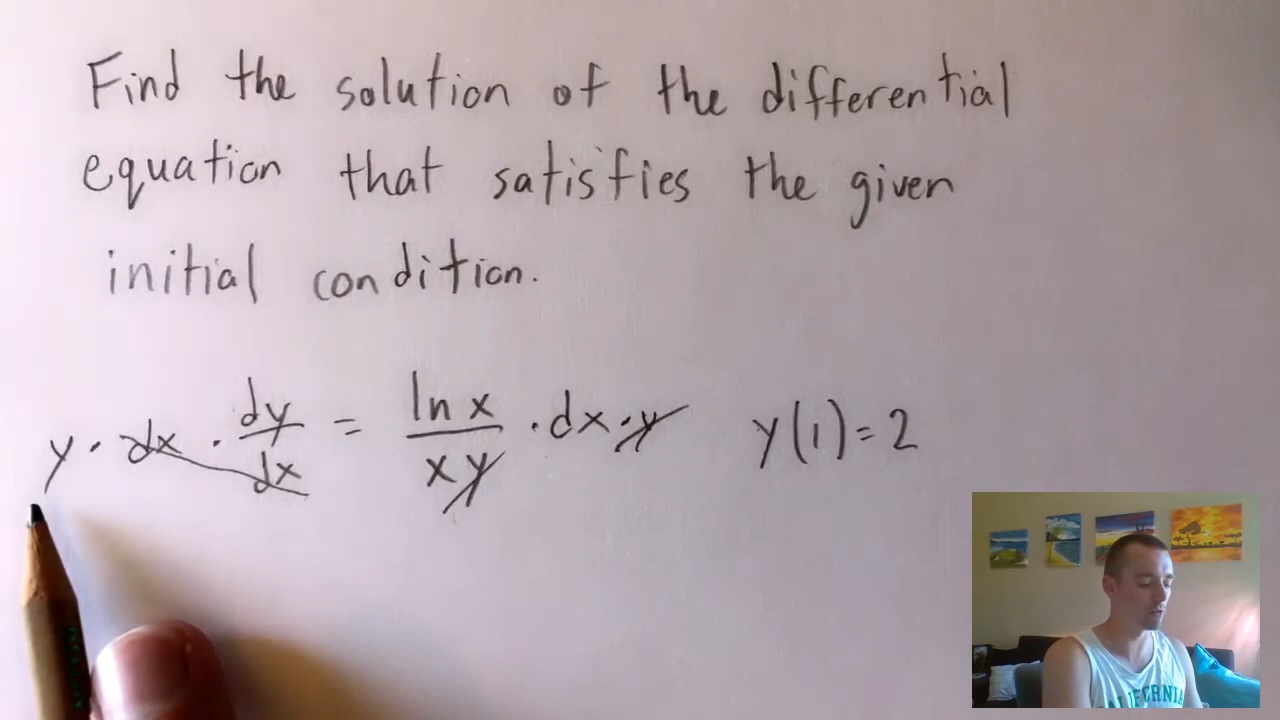 Find the solution of the differential
equation that satisfies the given
initial condition.
y · dx · dy/dx = ln x/xy · dx · y y(1) = 2
CALIFORNIA